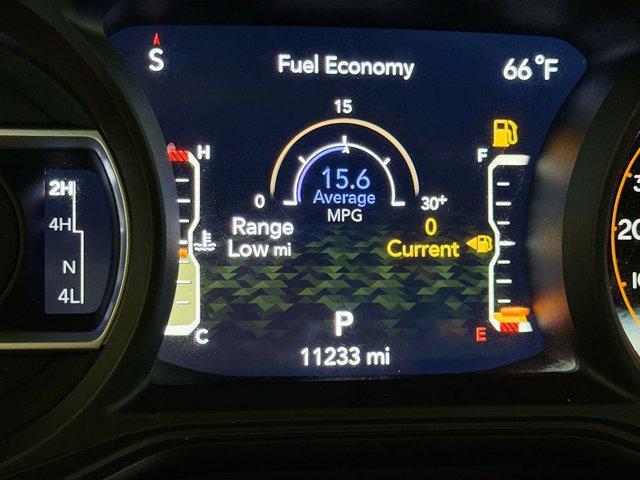 S
Fuel Economy
66°F
15
H
F
15.6
Average
MPG
0
30+
2H
4H
N
4L
Range
Low mi
0
Current
C
E
P
11233 mi
20